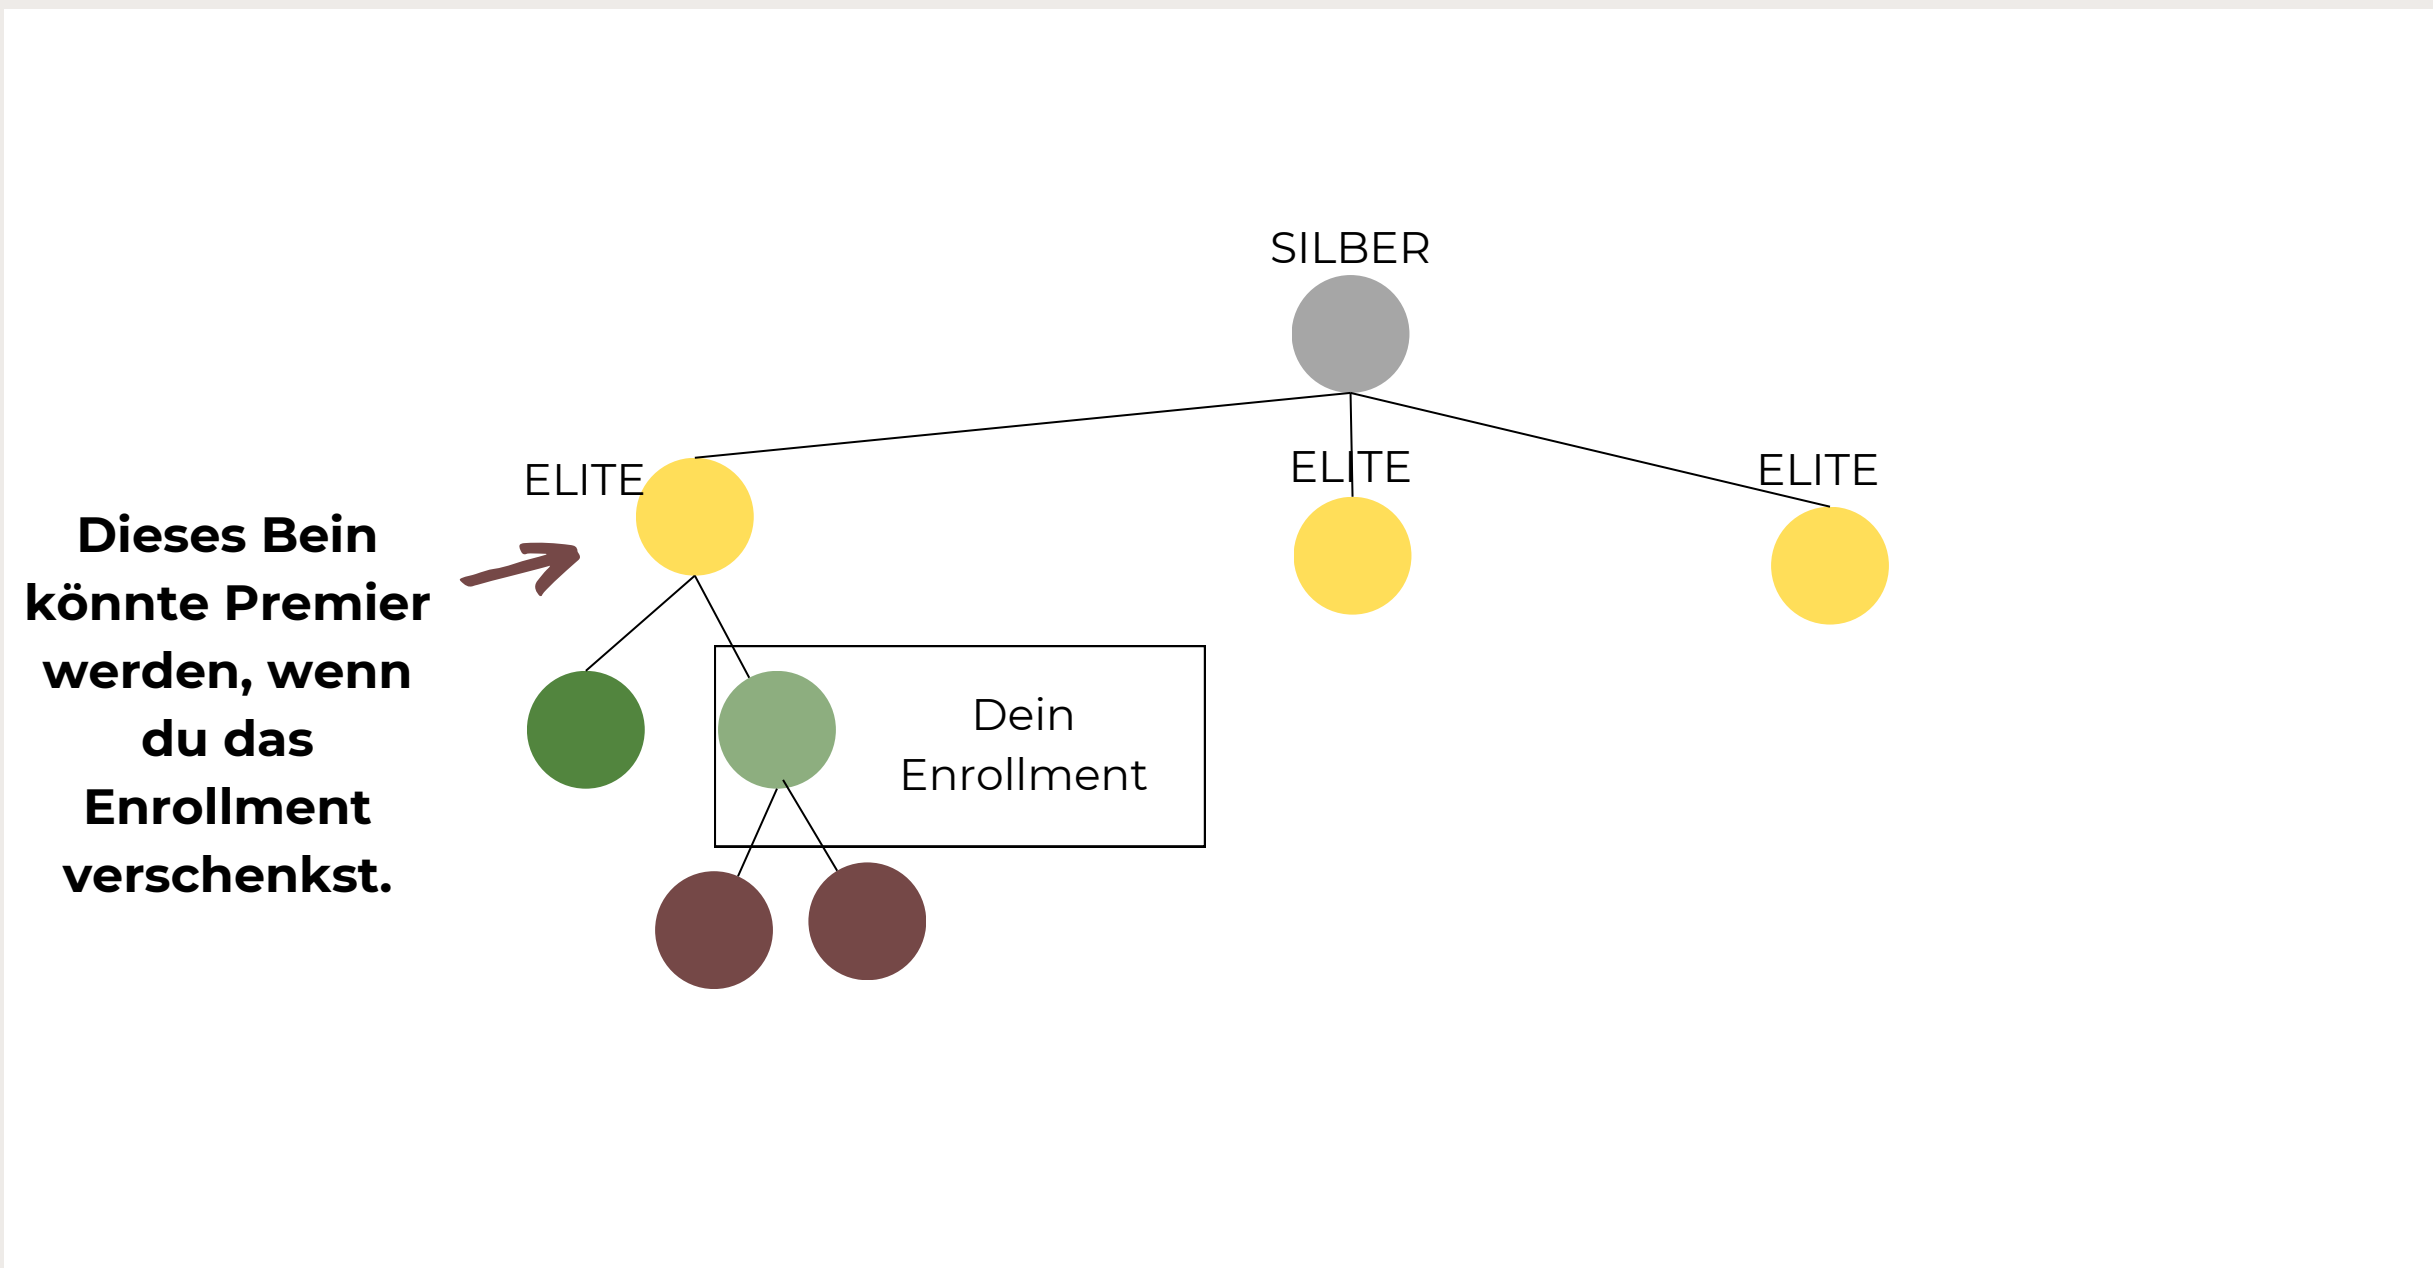 SILBER
ELITE
ELITE
ELITE
Dieses Bein
könnte Premier
werden, wenn
du das
Enrollment
verschenkst.
Dein
Enrollment